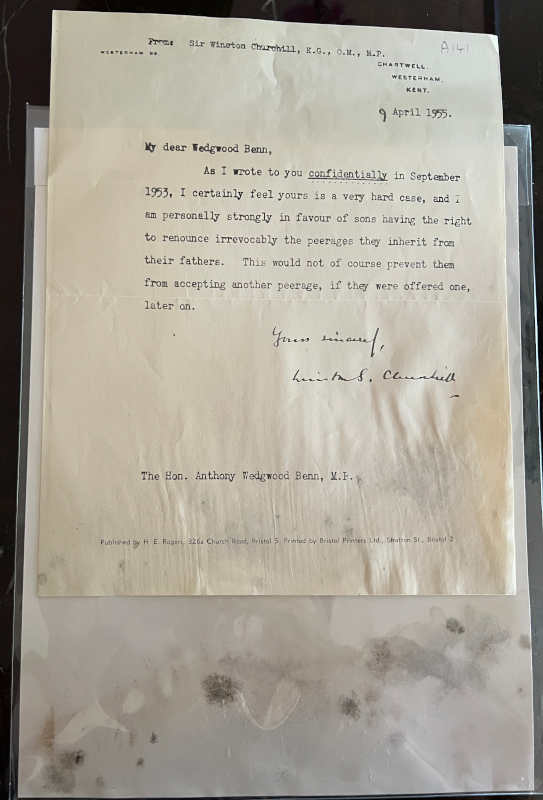 From: Sir Winston Churchill, K.G., O.M., M.P.
A141
WESTERHAM 93.
CHARTWELL,
WESTERHAM,
KENT.
9 April 1955.
My dear Wedgwood Benn,
As I wrote to you confidentially in September
1953, I certainly feel yours is a very hard case, and I
am personally strongly in favour of sons having the right
to renounce irrevocably the peerages they inherit from
their fathers. This would not of course prevent them
from accepting another peerage, if they were offered one,
later on.
Yours sincerely,
Winston S. Churchill
The Hon. Anthony Wedgwood Benn, M.P.
Published by H. E. Rogers, 326a Church Road, Bristol 5. Printed by Bristol Printers Ltd., Stratton St., Bristol 2